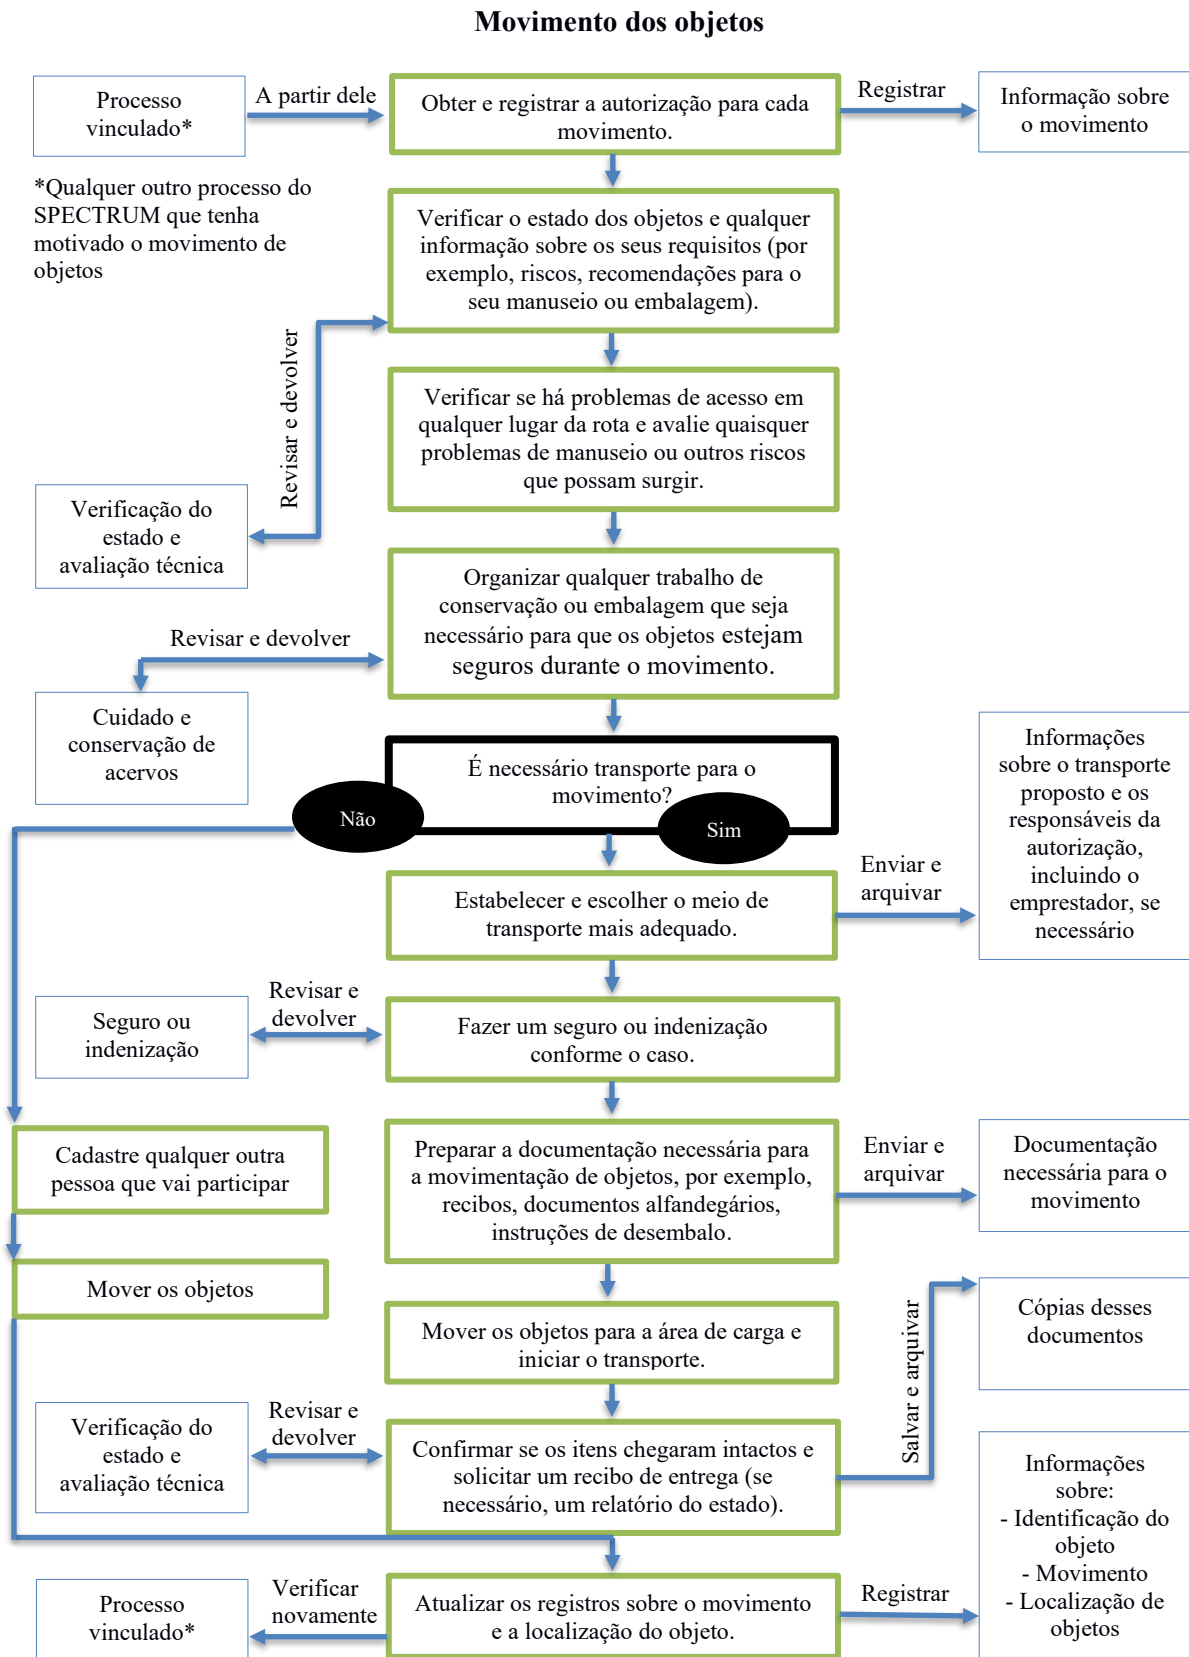 Movimento dos objetos
Processo
vinculado*
A partir dele
Obter e registrar a autorização para cada
movimento.
Registrar
Informação sobre
o movimento
*Qualquer outro processo do
SPECTRUM que tenha
motivado o movimento de
objetos
Verificar o estado dos objetos e qualquer
informação sobre os seus requisitos (por
exemplo, riscos, recomendações para o
seu manuseio ou embalagem).
Revisar e devolver
Verificar se há problemas de acesso em
qualquer lugar da rota e avalie quaisquer
problemas de manuseio ou outros riscos
que possam surgir.
Verificação do
estado e
avaliação técnica
Organizar qualquer trabalho de
conservação ou embalagem que seja
necessário para que os objetos estejam
seguros durante o movimento.
Revisar e devolver
Cuidado e
conservação de
acervos
É necessário transporte para o
movimento?
Não
Sim
Informações
sobre o transporte
proposto e os
responsáveis da
autorização,
incluindo o
emprestador, se
necessário
Enviar e
arquivar
Estabelecer e escolher o meio de
transporte mais adequado.
Seguro ou
indenização
Revisar e
devolver
Fazer um seguro ou indenização
conforme o caso.
Cadastre qualquer outra
pessoa que vai participar
Preparar a documentação necessária para
a movimentação de objetos, por exemplo,
recibos, documentos alfandegários,
instruções de desembalo.
Enviar e
arquivar
Documentação
necessária para o
movimento
Mover os objetos
Mover os objetos para a área de carga e
iniciar o transporte.
Salvar e arquivar
Cópias desses
documentos
Verificação do
estado e
avaliação técnica
Revisar e
devolver
Confirmar se os itens chegaram intactos e
solicitar um recibo de entrega (se
necessário, um relatório do estado).
Informações
sobre:
- Identificação do
objeto
- Movimento
- Localização de
objetos
Processo
vinculado*
Verificar
novamente
Atualizar os registros sobre o movimento
e a localização do objeto.
Registrar